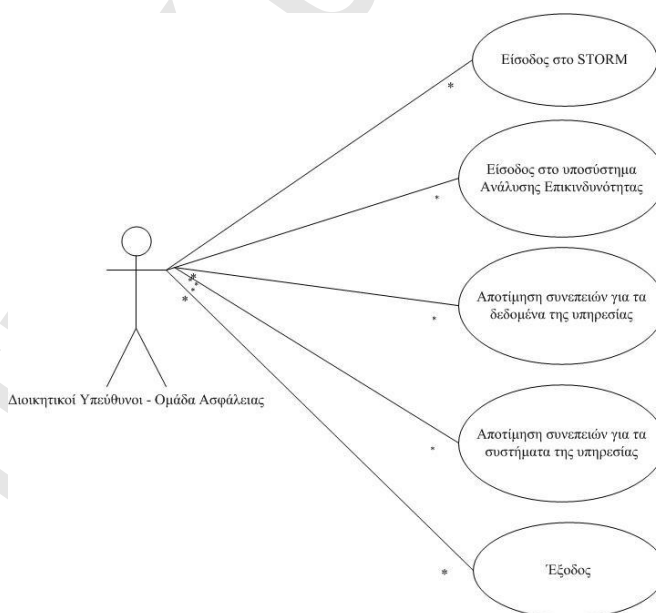 Είσοδος στο STORM
*
Είσοδος στο υποσύστημα
Ανάλυσης Επικινδυνότητας
*
Αποτίμηση συνεπειών για τα
δεδομένα της υπηρεσίας
*
* * *
* *
Διοικητικοί Υπεύθυνοι - Ομάδα Ασφάλειας
Αποτίμηση συνεπειών για τα
συστήματα της υπηρεσίας
*
Έξοδος
*